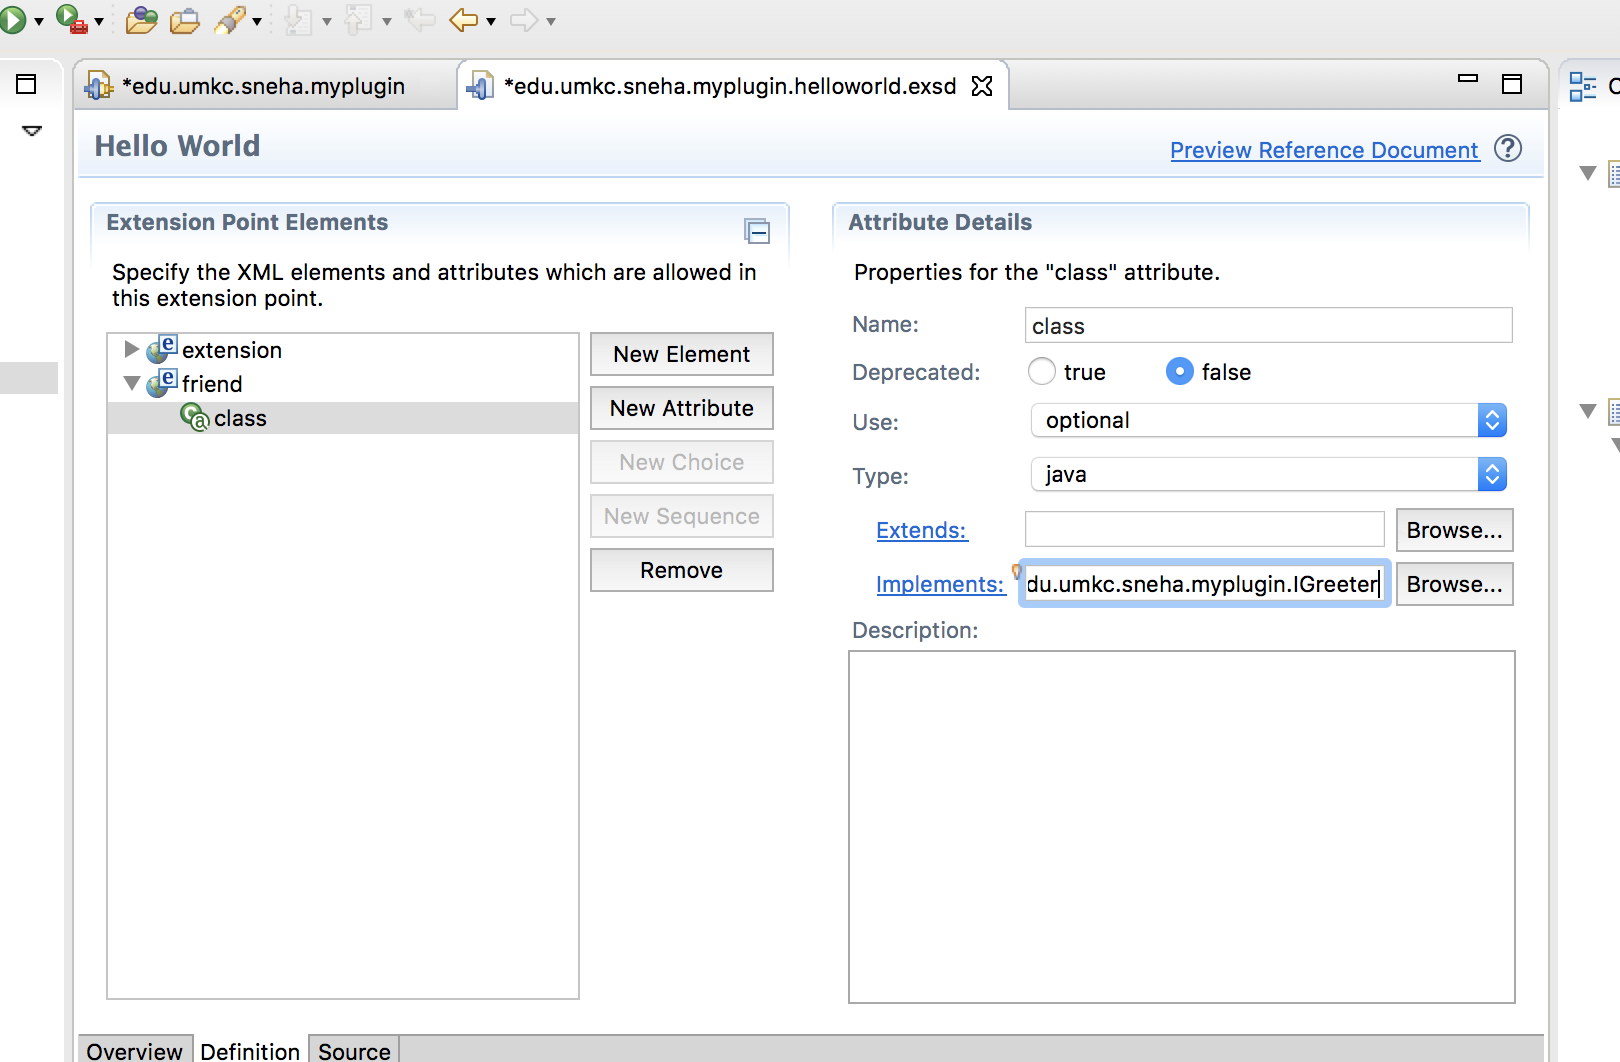 *edu.umkc.sneha.myplugin
*edu.umkc.sneha.myplugin.helloworld.exsd
Hello World
Preview Reference Document
Extension Point Elements
Specify the XML elements and attributes which are allowed in
this extension point.
extension
friend
class
New Element
New Attribute
New Choice
New Sequence
Remove
Attribute Details
Properties for the "class" attribute.
Name: class
Deprecated: true false
Use: optional
Type: java
Extends: Browse...
Implements: du.umkc.sneha.myplugin.IGreeter Browse...
Description:
Overview Definition Source